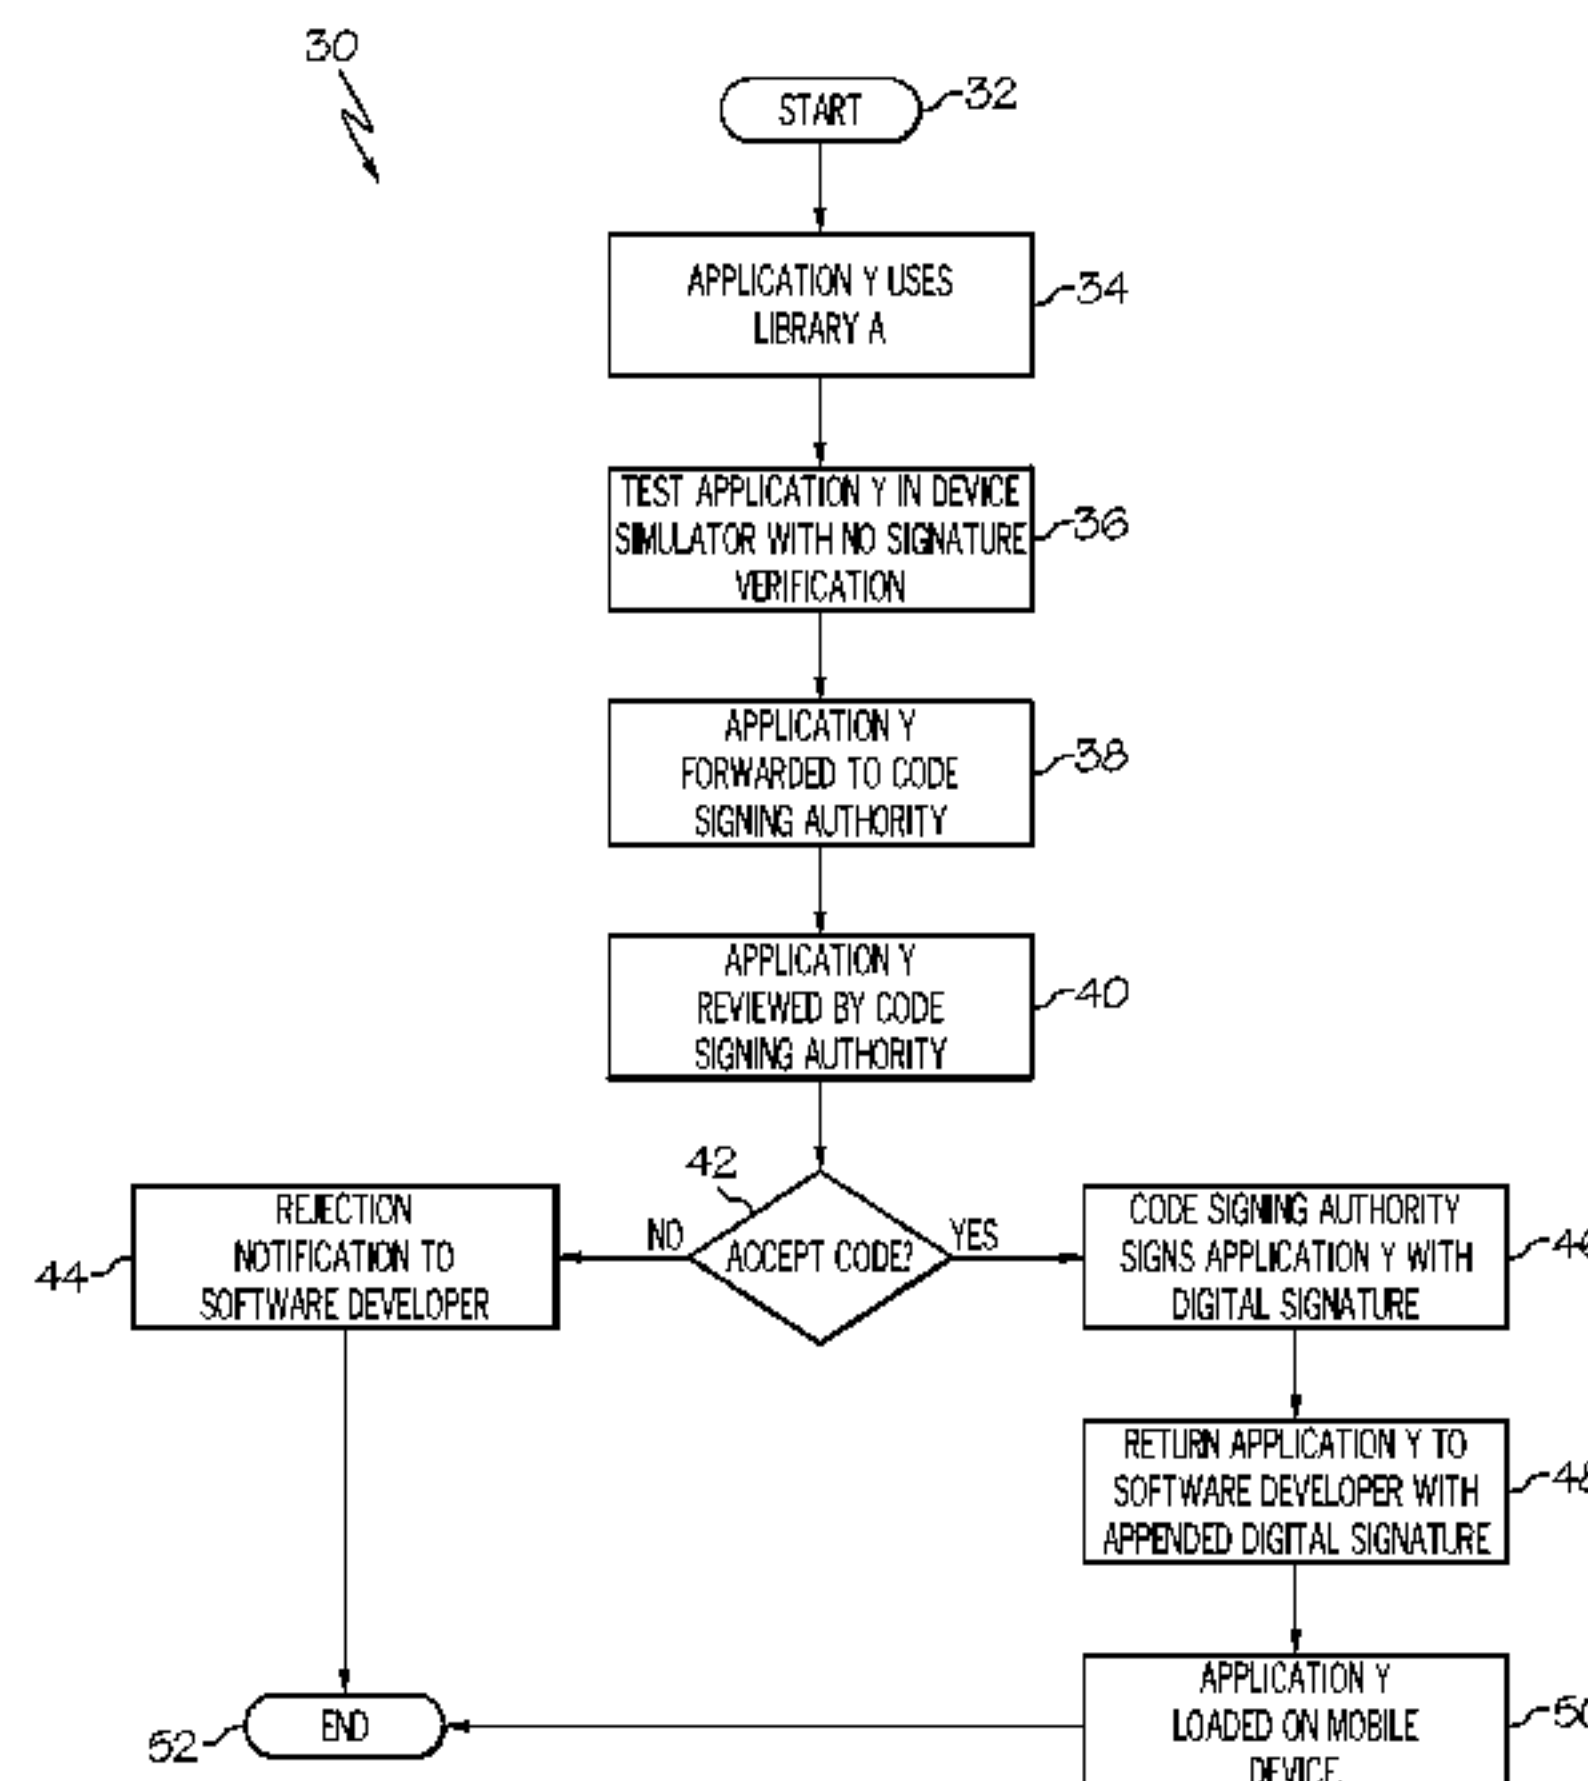 30
START
32
APPLICATION Y USES
LIBRARY A
34
TEST APPLICATION Y IN DEVICE
SIMULATOR WITH NO SIGNATURE
VERIFICATION
36
APPLICATION Y
FORWARDED TO CODE
SIGNING AUTHORITY
38
APPLICATION Y
REVIEWED BY CODE
SIGNING AUTHORITY
40
42
ACCEPT CODE?
NO
YES
REJECTION
NOTIFICATION TO
SOFTWARE DEVELOPER
44
CODE SIGNING AUTHORITY
SIGNS APPLICATION Y WITH
DIGITAL SIGNATURE
RETURN APPLICATION Y TO
SOFTWARE DEVELOPER WITH
APPENDED DIGITAL SIGNATURE
APPLICATION Y
LOADED ON MOBILE
DEVICE.
50
END
52